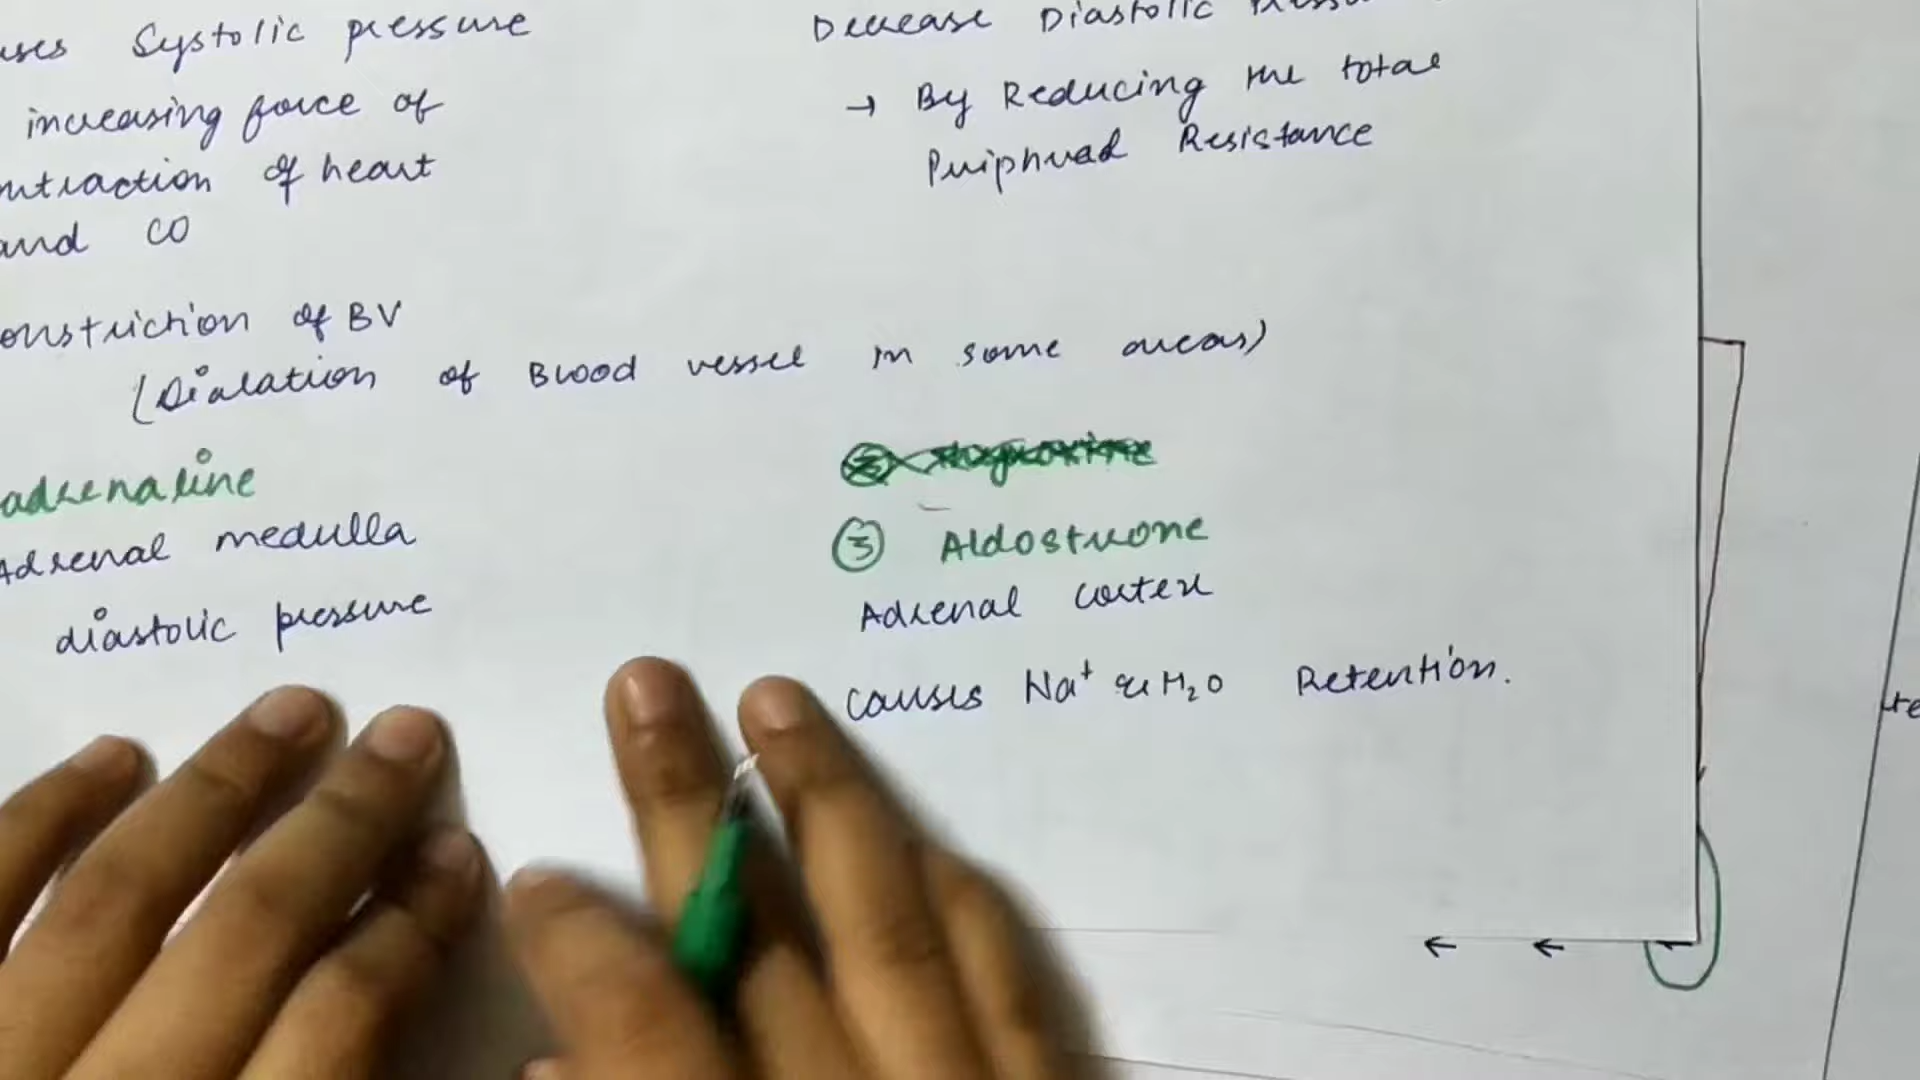 Systolic pressure
increasing force of
of heart
and CO
Decrease Diastolic
→ By Reducing the total
Peripheral Resistance
onstriction of BV
(Dialation of Blood vessel in some areas)
adrenaline
Adrenal medulla
diastolic pressure
③ Aldosterone
Adrenal cortex
causes Na⁺ & H₂O Retention.